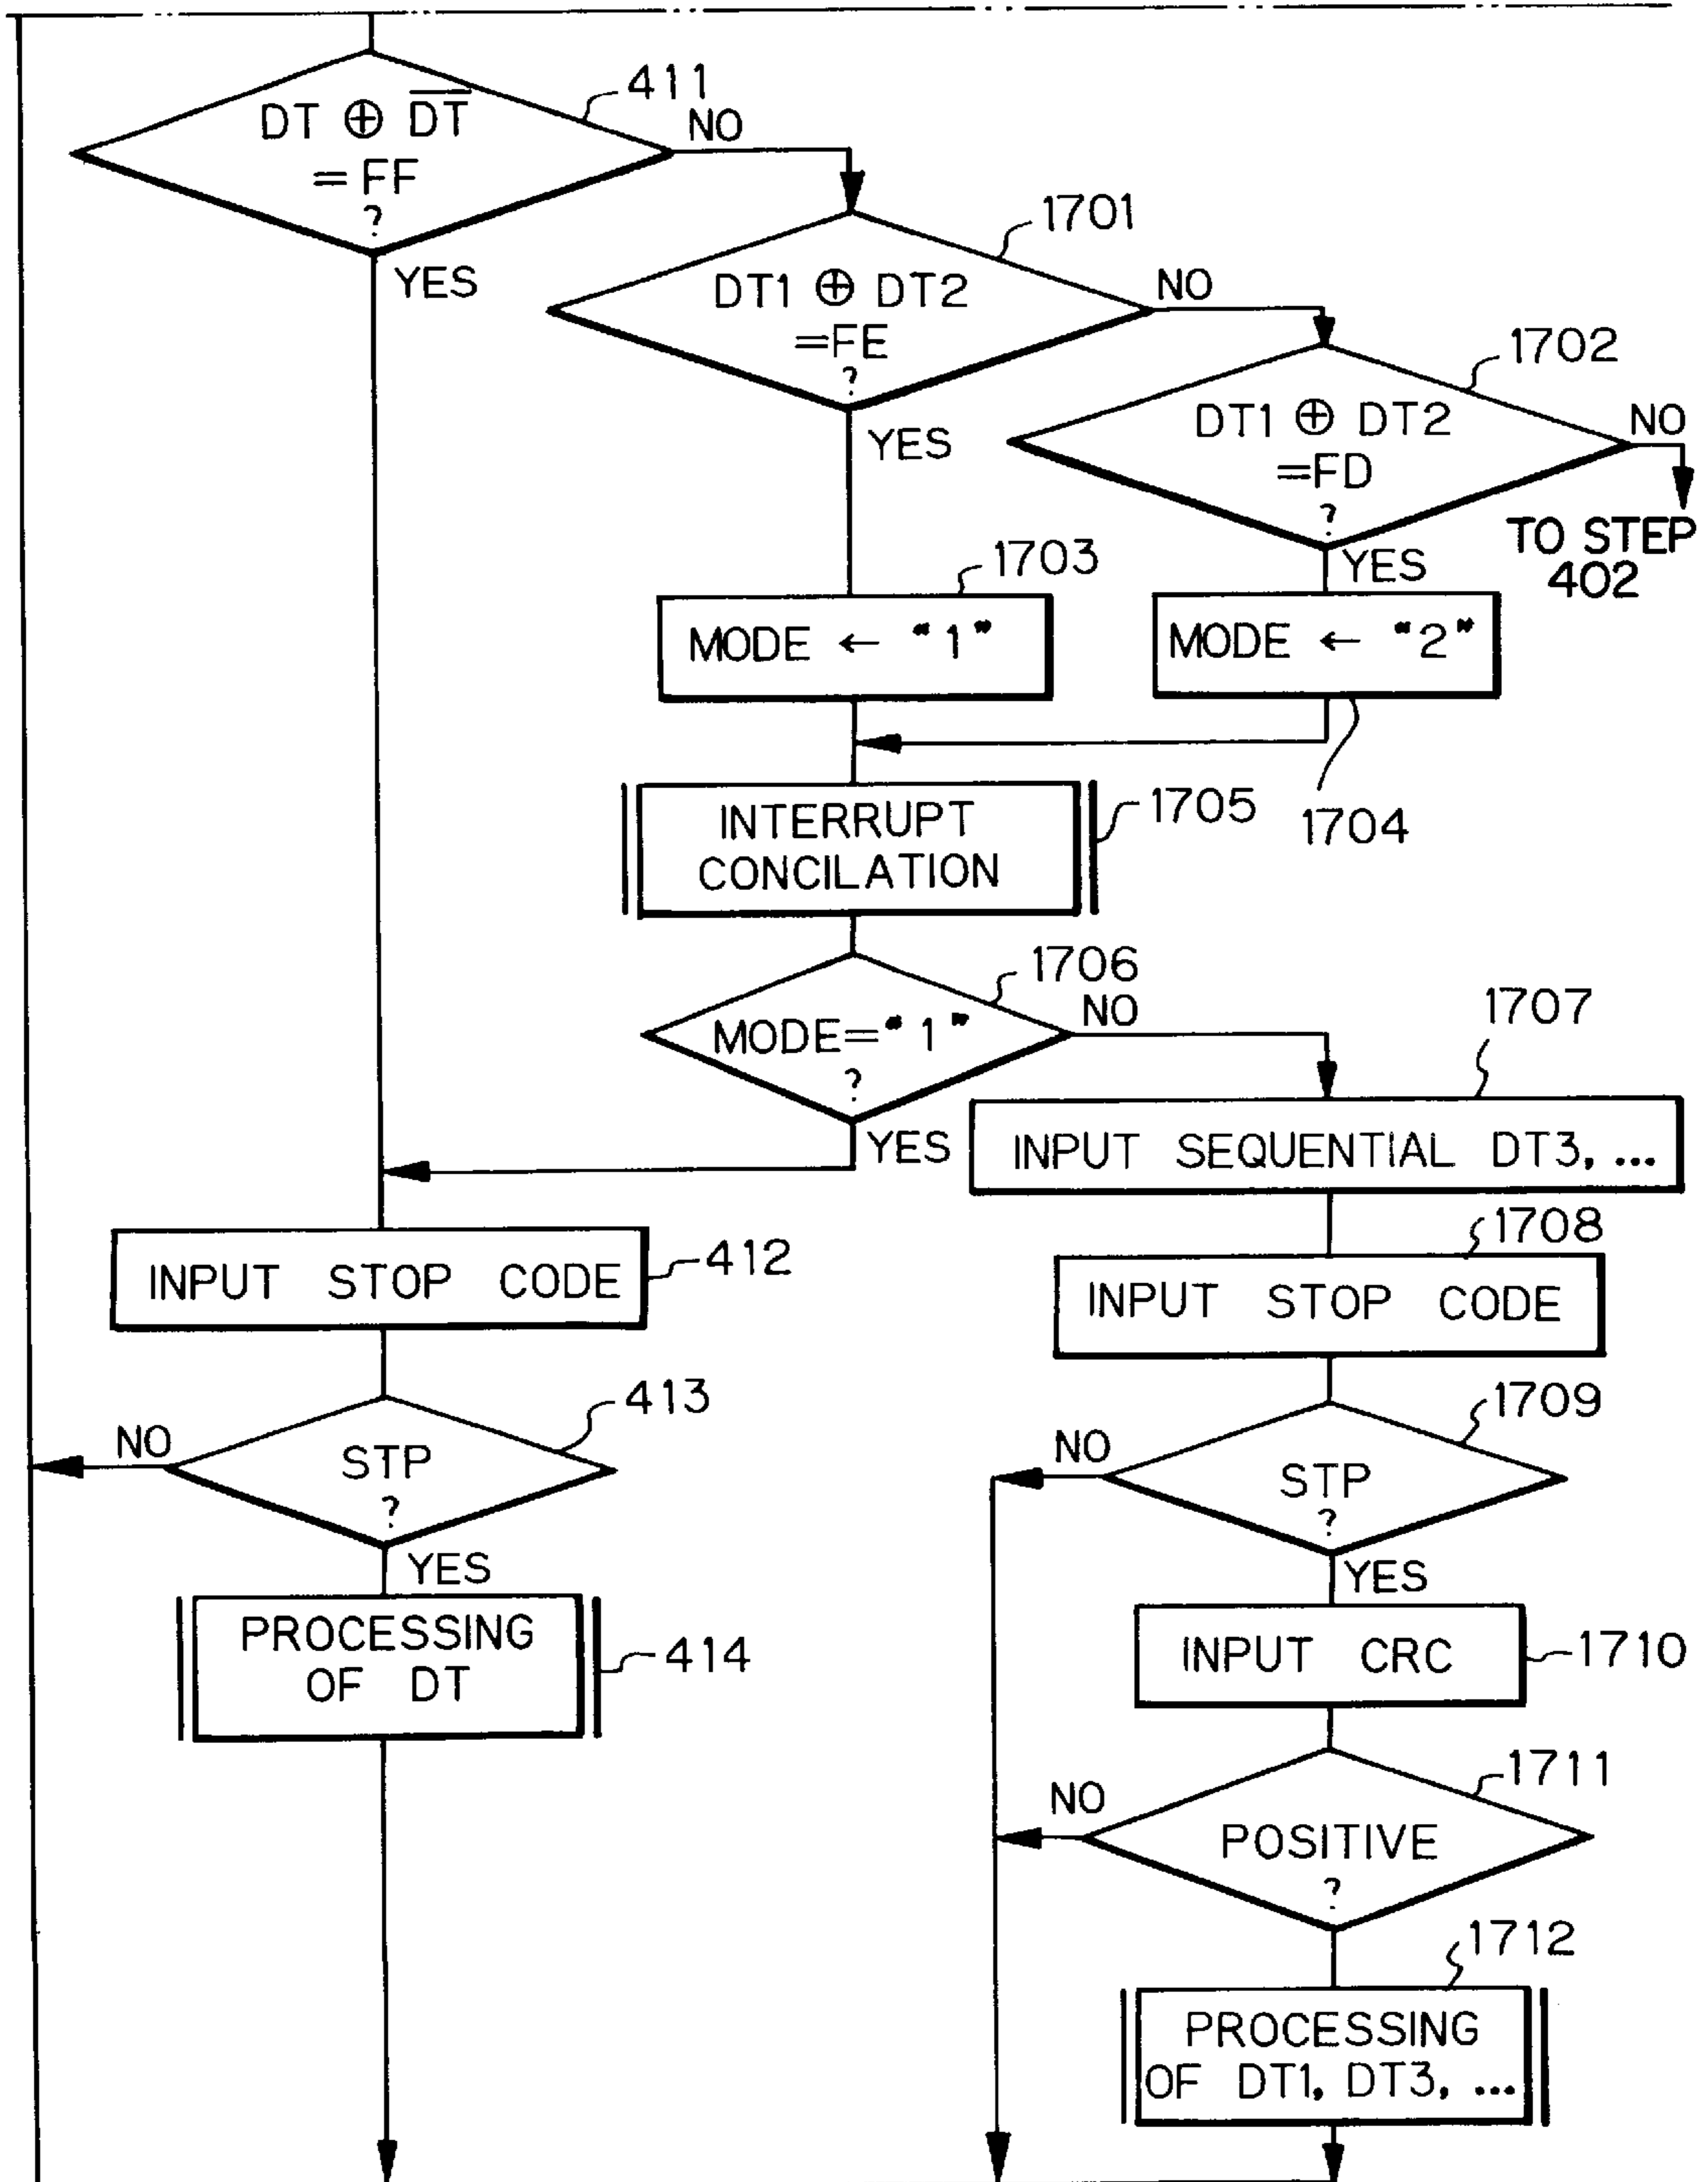 DT ⊕ D̅T̅
= FF
?
411
NO
YES
DT1 ⊕ DT2
=FE
?
1701
NO
YES
DT1 ⊕ DT2
=FD
?
1702
NO
TO STEP
402
YES
1703
MODE ← "1"
MODE ← "2"
1704
INTERRUPT
CONCILATION
1705
MODE="1"
?
1706
NO
YES
1707
INPUT SEQUENTIAL DT3, ...
INPUT STOP CODE
412
1708
INPUT STOP CODE
STP
?
413
NO
YES
STP
?
1709
NO
YES
PROCESSING
OF DT
414
INPUT CRC
1710
POSITIVE
?
1711
NO
1712
PROCESSING
OF DT1, DT3, ...